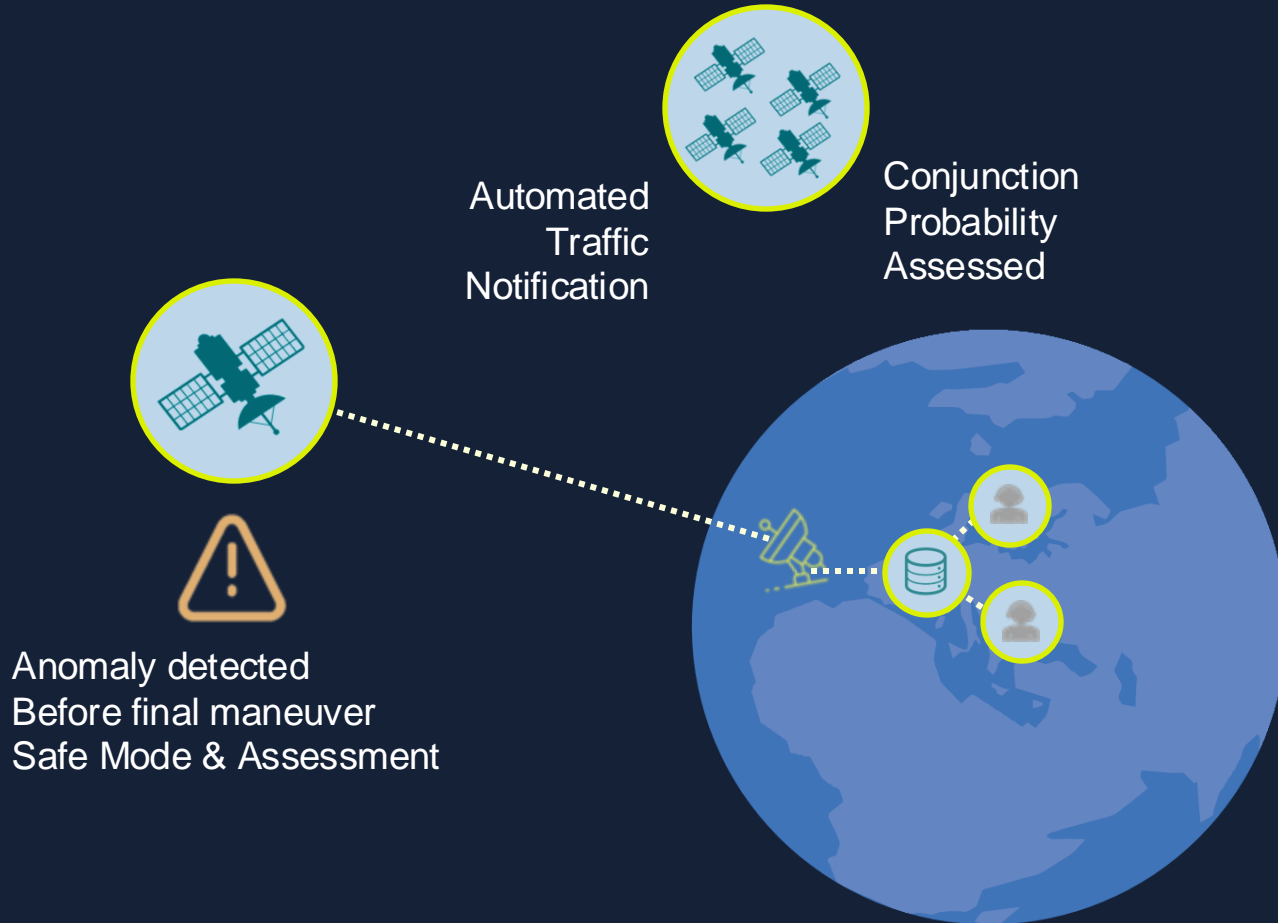 Automated
Traffic
Notification
Conjunction
Probability
Assessed
Anomaly detected
Before final maneuver
Safe Mode & Assessment